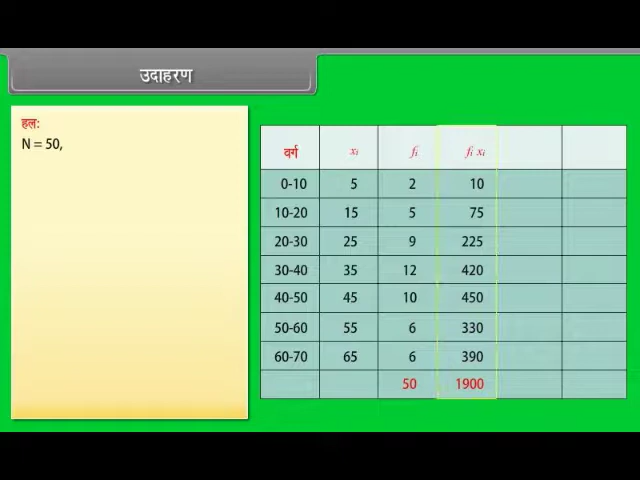 उदाहरण
हल:
N = 50,
वर्ग xᵢ fᵢ fᵢ xᵢ
0-10 5 2 10
10-20 15 5 75
20-30 25 9 225
30-40 35 12 420
40-50 45 10 450
50-60 55 6 330
60-70 65 6 390
50 1900